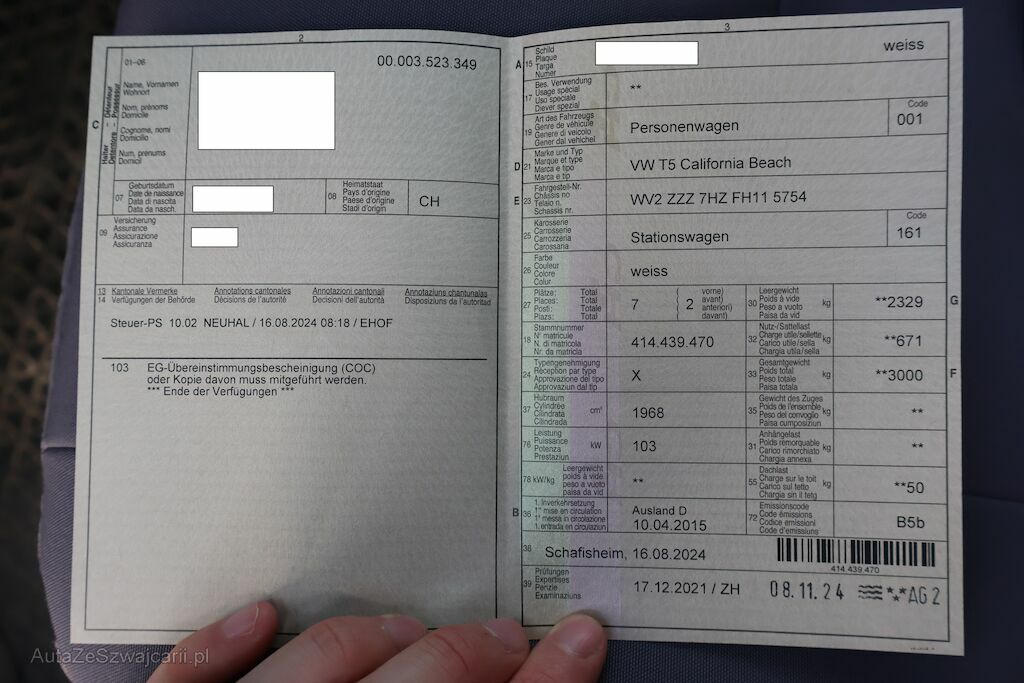 2
01-06
00.003.523.349
C
Halter – Détenteur
Detentore – Possessur
Name, Vornamen
Wohnort
Nom, prénoms
Domicile
Cognome, nomi
Domicilio
Num, prenums
Domicil
07
Geburtsdatum
Date de naissance
Data di nascita
Data da nasch.
08
Heimatstaat
Pays d'origine
Paese d'origine
Stadi d'origin
CH
09
Versicherung
Assurance
Assicurazione
Assicuranza
13 Kantonale Vermerke Annotations cantonales Annotazioni cantonali Annotaziuns chantunalas
14 Verfügungen der Behörde Décisions de l'autorité Decisioni dell'autorità Disposiziuns da l'autoritad
Steuer-PS 10.02 NEUHAL / 16.08.2024 08:18 / EHOF
103 EG-Übereinstimmungsbescheinigung (COC)
oder Kopie davon muss mitgeführt werden.
*** Ende der Verfügungen ***
3
A 15
Schild
Plaque
Targa
Numer
weiss
17
Bes. Verwendung
Usage spécial
Uso speciale
Diever spezial
**
19
Art des Fahrzeugs
Genre de véhicule
Genere di veicolo
Gener dal vehichel
Personenwagen
Code
001
D 21
Marke und Typ
Marque et type
Marca e tipo
Marca e tip
VW T5 California Beach
E 23
Fahrgestell-Nr.
Châssis no
Telaio n.
Schassis nr.
WV2 ZZZ 7HZ FH11 5754
25
Karosserie
Carrosserie
Carrozzeria
Carossaria
Stationswagen
Code
161
26
Farbe
Couleur
Colore
Colur
weiss
27
Plätze: Total
Places: Total
Posti: Totale
Plazs: Total
7 { 2
vorne)
avant)
anteriori)
davant)
30
Leergewicht
Poids à vide
Peso a vuoto
Paisa da vid
kg
**2329
G
18
Stammnummer
N° matricule
N. di matricola
Nr. da matricla
414.439.470
32
Nutz-/Sattellast
Charge utile/sellette
Carico utile/sella
Chargia utila/sella
kg
**671
24
Typengenehmigung
Réception par type
Approvazione del tipo
Approvaziun dal tip
X
33
Gesamtgewicht
Poids total
Peso totale
Paisa totala
kg
**3000
F
37
Hubraum
Cylindrée
Cilindrata
Cilindrada
cm³
1968
35
Gewicht des Zuges
Poids de l'ensemble
Peso del convoglio
Paisa cumposiziun
kg
**
76
Leistung
Puissance
Potenza
Prestaziun
kW
103
31
Anhängelast
Poids remorquable
Carico rimorchiato
Chargia annexa
kg
**
78 kW/kg
Leergewicht
poids à vide
peso a vuoto
paisa da vid
**
55
Dachlast
Charge sur le toit
Carico sul tetto
Chargia sin il tetg
kg
**50
B 36
1. Inverkehrsetzung
1re mise en circulation
1a messa in circolazione
1. entrada en circulaziun
Ausland D
10.04.2015
72
Emissionscode
Code émissions
Codice emissioni
Code d'emissiuns
B5b
38
Schafisheim, 16.08.2024
414.439.470
39
Prüfungen
Expertises
Perizie
Examinaziuns
17.12.2021 / ZH 08.11.24 **AG 2
AutaZeSzwajcarii.pl